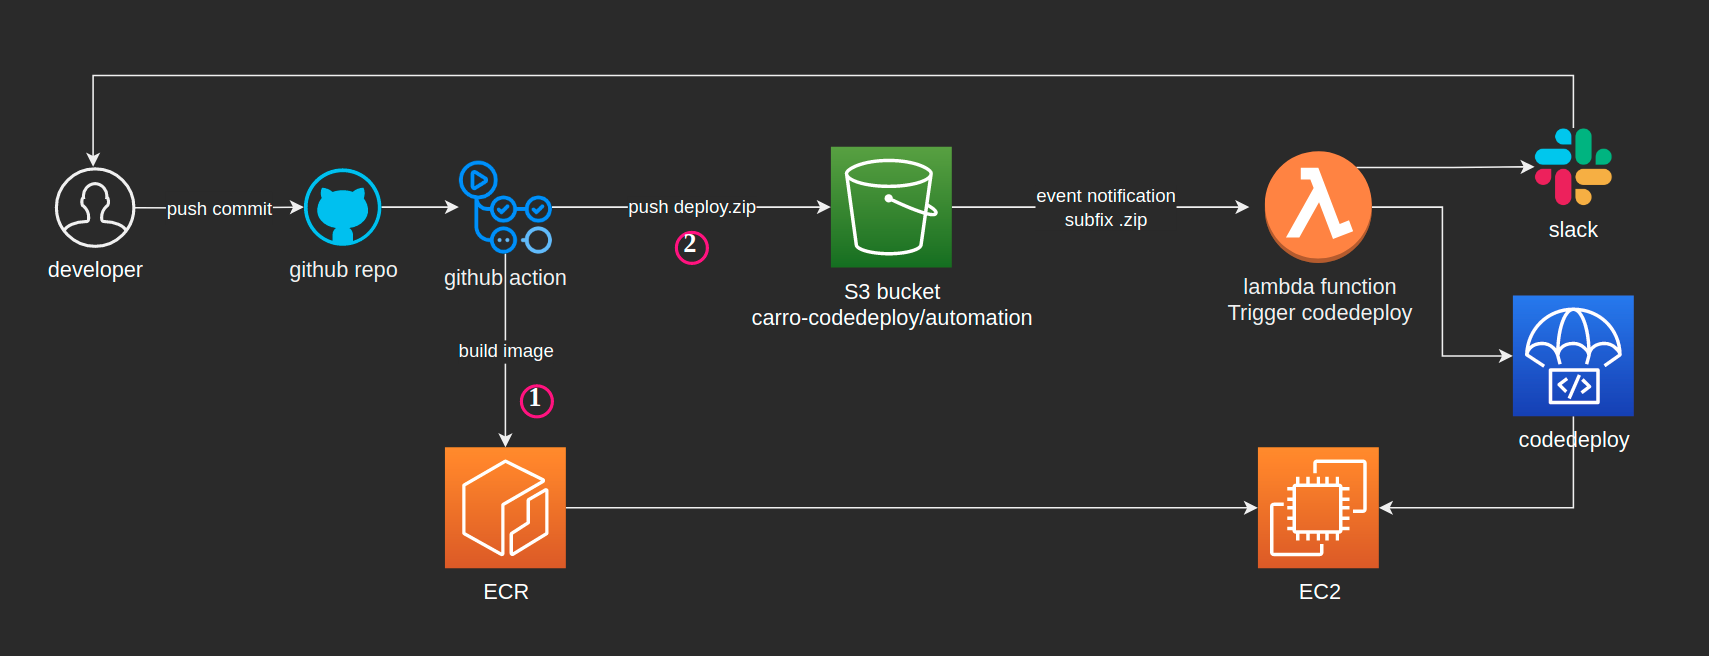 push commit
developer
github repo
github action
push deploy.zip
2
S3 bucket
carro-codedeploy/automation
event notification
subfix .zip
lambda function
Trigger codedeploy
slack
build image
1
codedeploy
</>
ECR
EC2